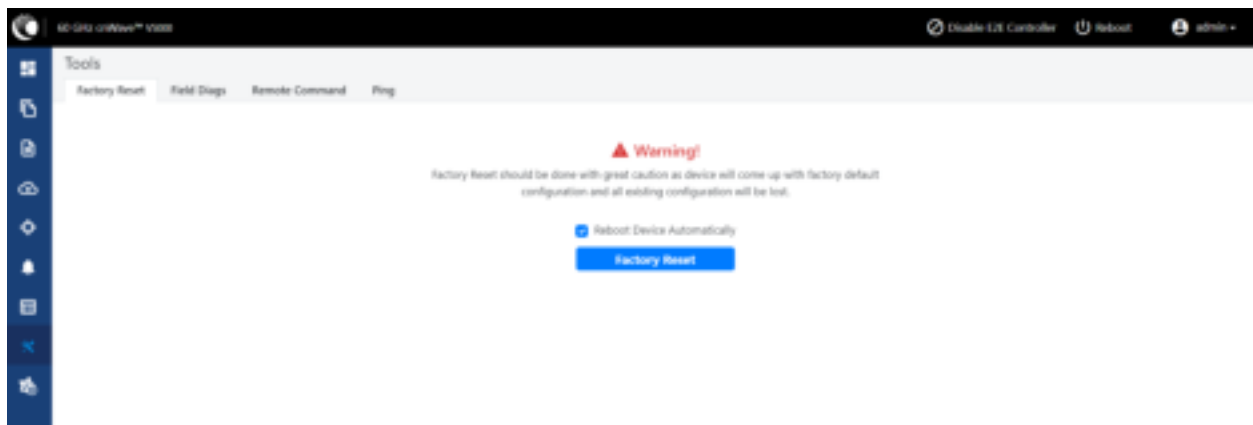 60 GHz cnWave™ V5000
Disable E2E Controller
Reboot
admin
Tools
Factory Reset
Field Diags
Remote Command
Ping
Warning!
Factory Reset should be done with great caution as device will come up with factory default
configuration and all existing configuration will be lost.
Reboot Device Automatically
Factory Reset